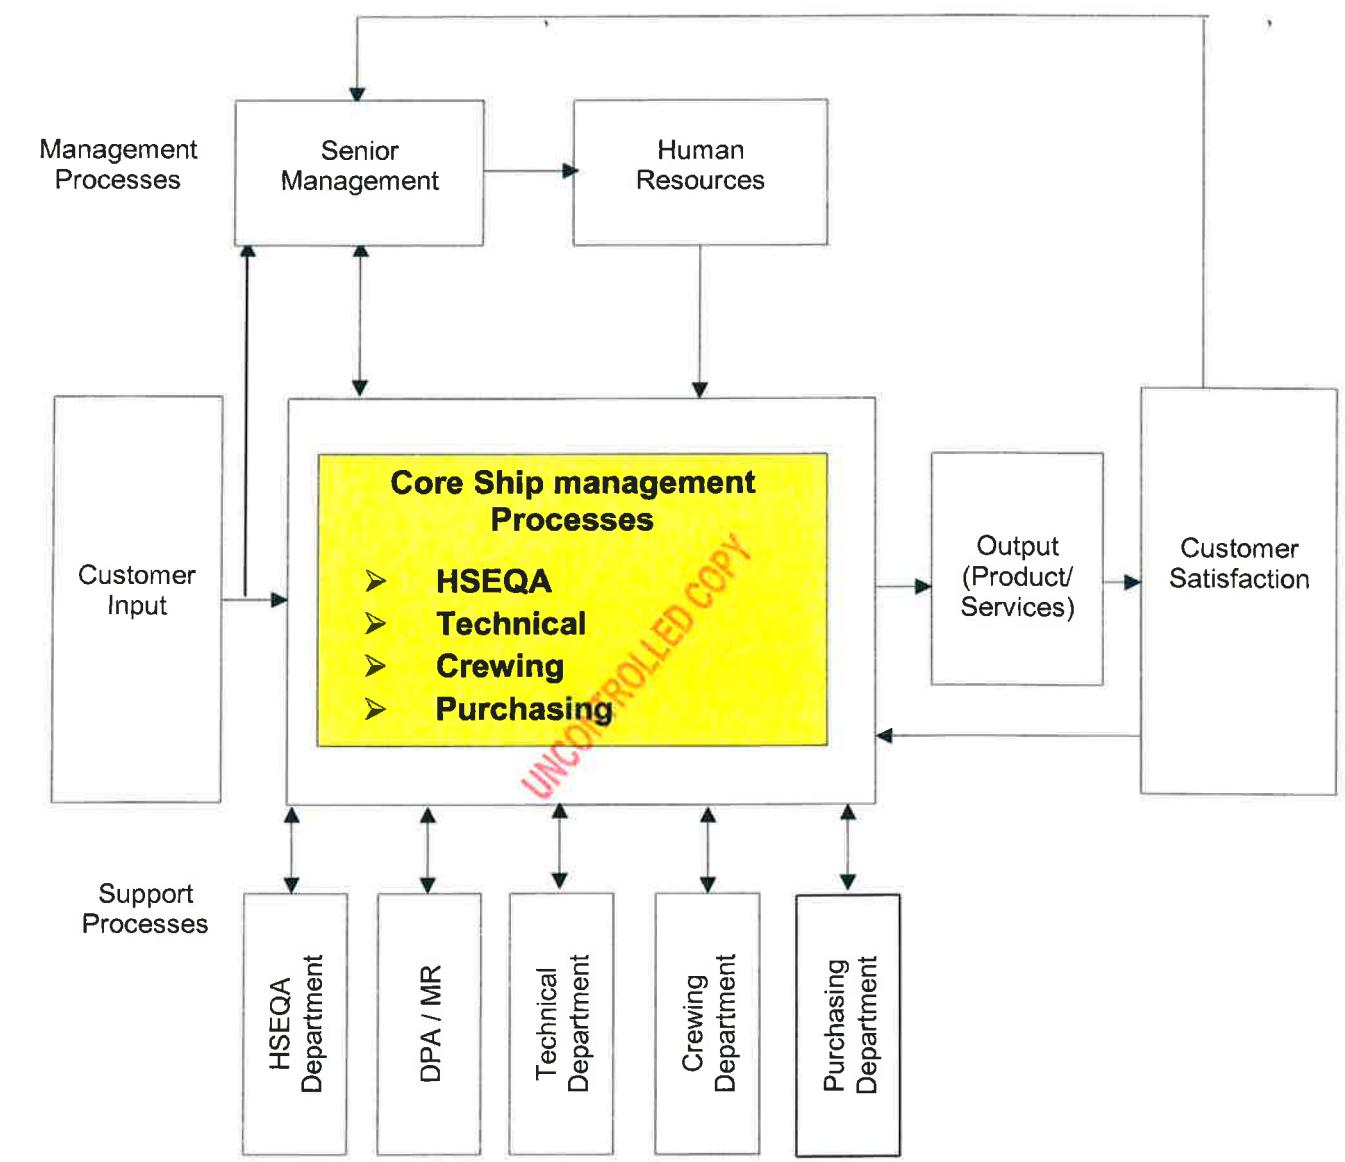 Management
Processes
Senior
Management
Human
Resources
Customer
Input
Core Ship management
Processes
➢ HSEQA
➢ Technical
➢ Crewing
➢ Purchasing
UNCONTROLLED COPY
Output
(Product/
Services)
Customer
Satisfaction
Support
Processes
HSEQA
Department
DPA / MR
Technical
Department
Crewing
Department
Purchasing
Department